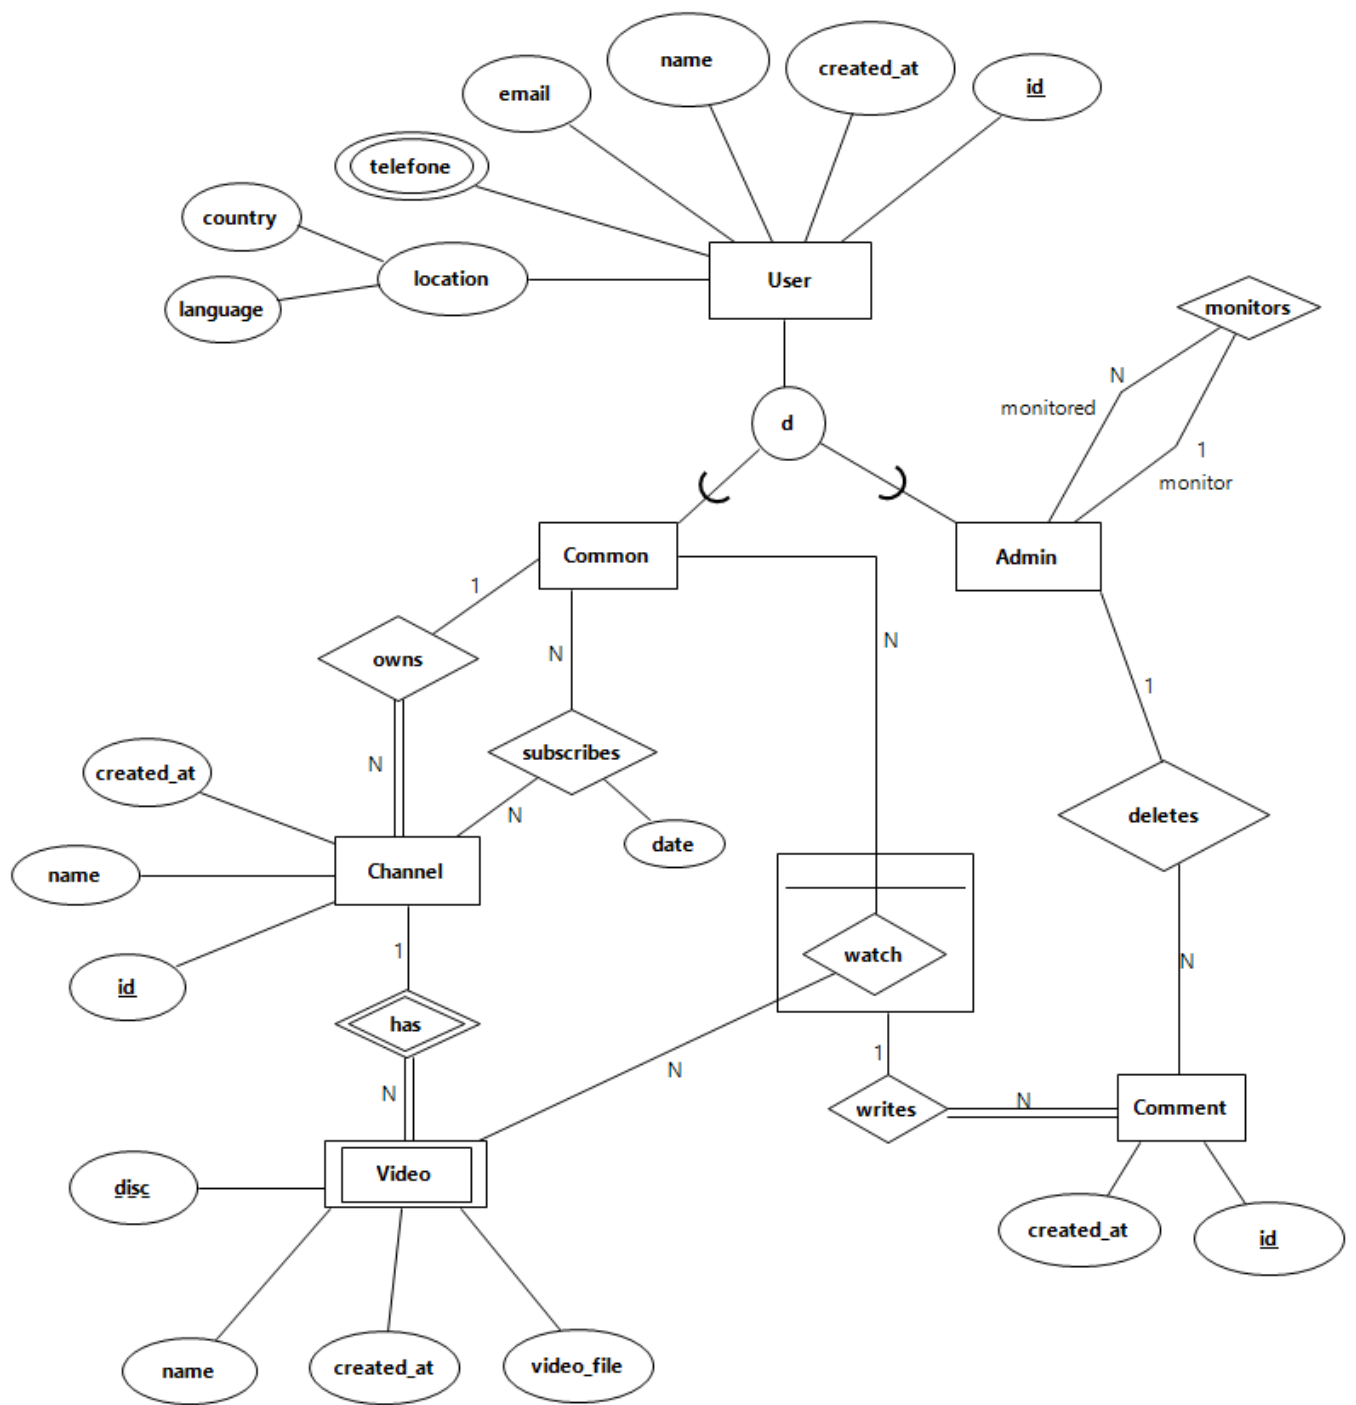 name
created_at
id
email
telefone
country
location
language
User
monitors
N
monitored
d
1
monitor
Common
Admin
1
owns
N
N
1
subscribes
created_at
N
N
date
deletes
name
Channel
id
1
watch
N
has
N
N
1
writes
N
Comment
disc
Video
created_at
id
name
created_at
video_file